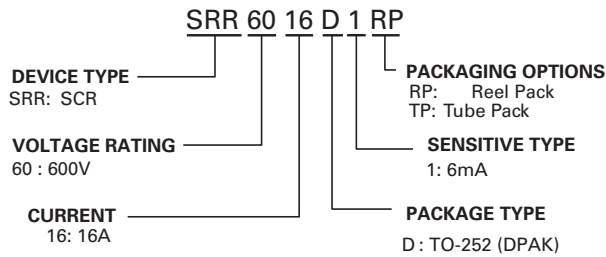 SRR 60 16 D 1 RP
DEVICE TYPE
SRR: SCR
VOLTAGE RATING
60 : 600V
CURRENT
16: 16A
PACKAGING OPTIONS
RP: Reel Pack
TP: Tube Pack
SENSITIVE TYPE
1: 6mA
PACKAGE TYPE
D : TO-252 (DPAK)